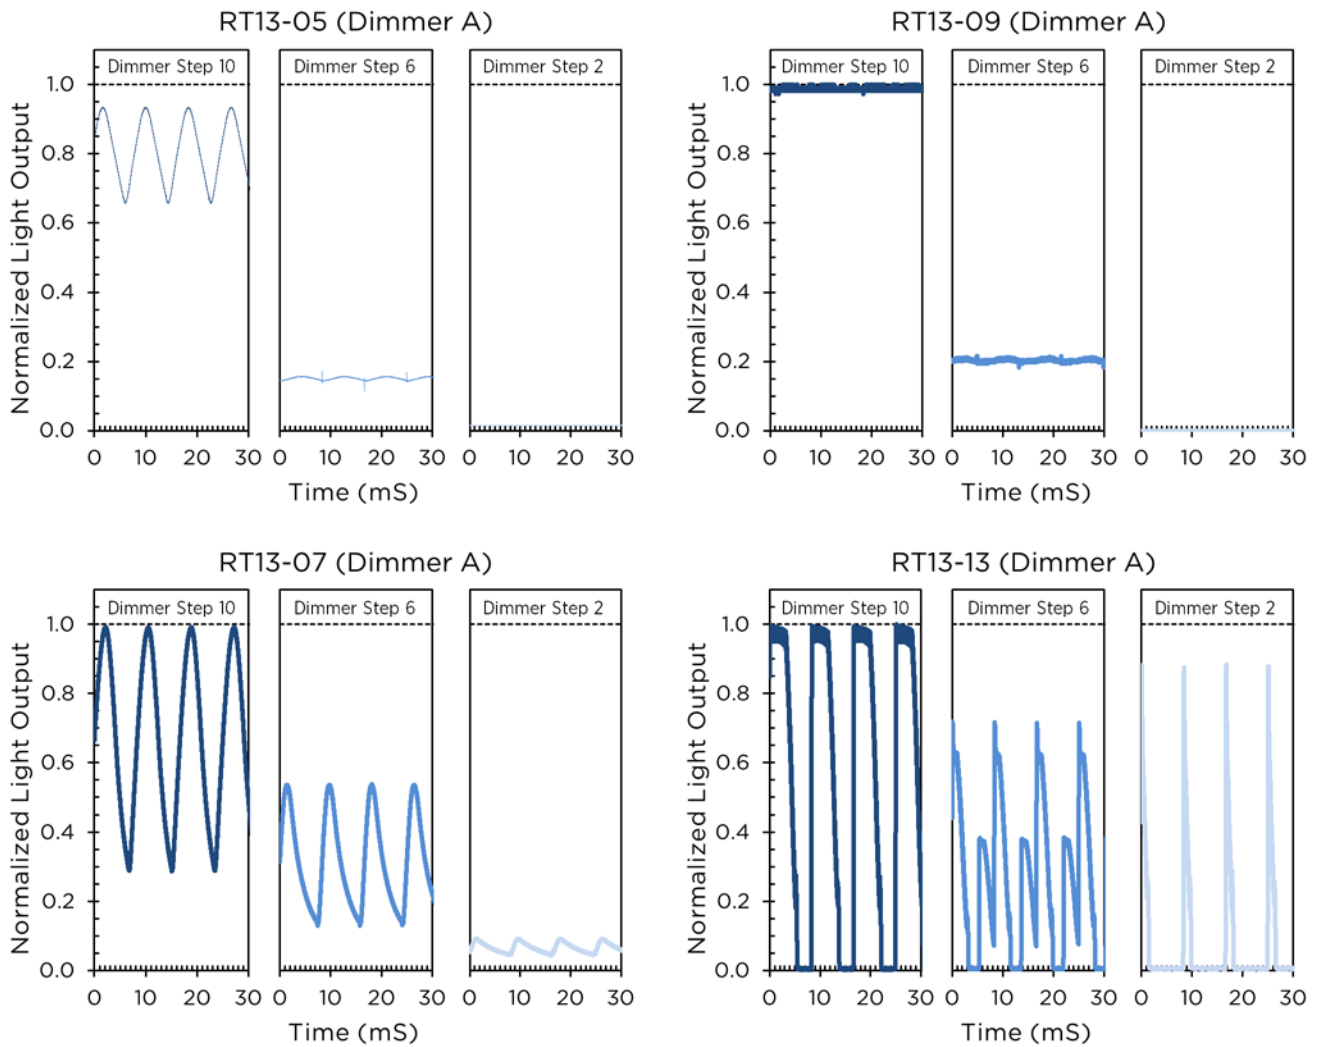 RT13-05 (Dimmer A)
Dimmer Step 10 Dimmer Step 6 Dimmer Step 2
Normalized Light Output
1.0
0.8
0.6
0.4
0.2
0.0
0 10 20 30 0 10 20 30 0 10 20 30
Time (mS)
RT13-09 (Dimmer A)
Dimmer Step 10 Dimmer Step 6 Dimmer Step 2
Normalized Light Output
1.0
0.8
0.6
0.4
0.2
0.0
0 10 20 30 0 10 20 30 0 10 20 30
Time (mS)
RT13-07 (Dimmer A)
Dimmer Step 10 Dimmer Step 6 Dimmer Step 2
Normalized Light Output
1.0
0.8
0.6
0.4
0.2
0.0
0 10 20 30 0 10 20 30 0 10 20 30
Time (mS)
RT13-13 (Dimmer A)
Dimmer Step 10 Dimmer Step 6 Dimmer Step 2
Normalized Light Output
1.0
0.8
0.6
0.4
0.2
0.0
0 10 20 30 0 10 20 30 0 10 20 30
Time (mS)